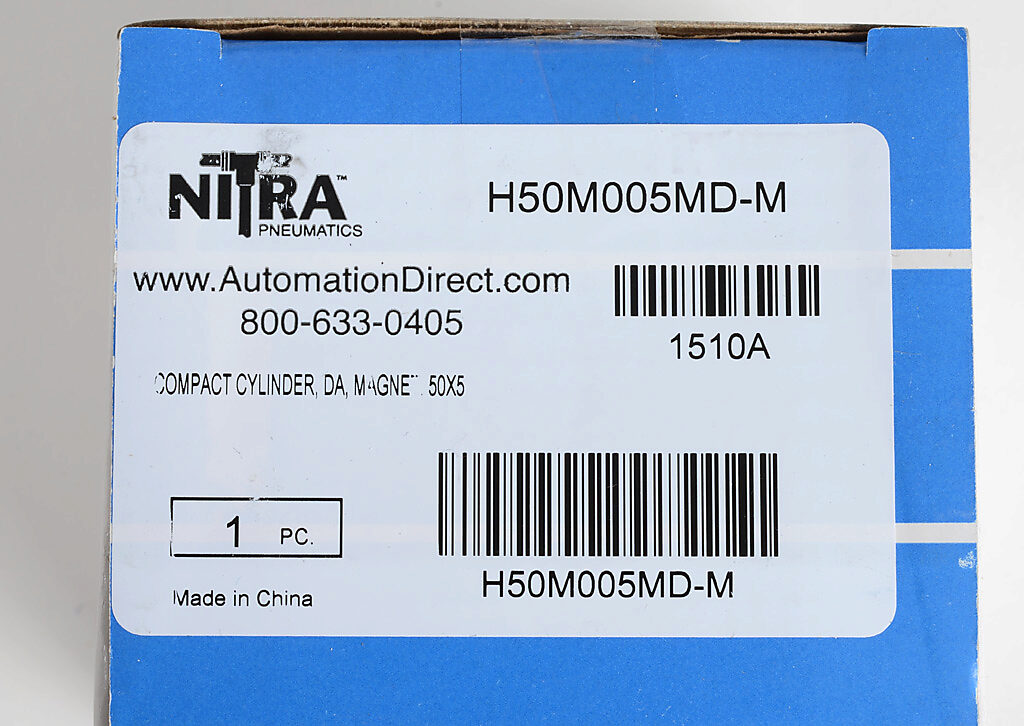 NITRA™
PNEUMATICS
H50M005MD-M
www.AutomationDirect.com
800-633-0405
1510A
COMPACT CYLINDER, DA, MAGNET, 50X5
1 PC.
H50M005MD-M
Made in China